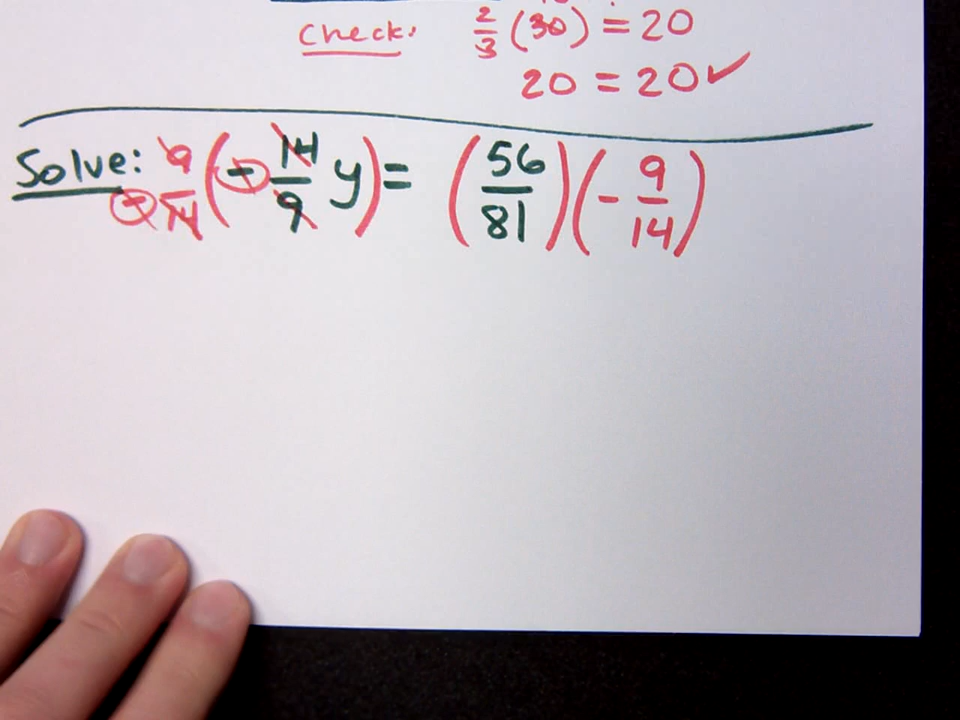 Check: 2/3 (30) = 20
20 = 20 ✓
Solve: - 9/14 (- 14/9 y) = (56/81)(- 9/14)